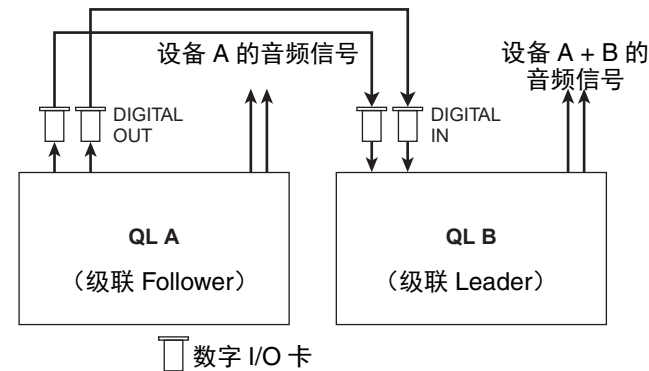 设备 A 的音频信号
设备 A + B 的
音频信号
DIGITAL
OUT
DIGITAL
IN
QL A
（级联 Follower）
QL B
（级联 Leader）
数字 I/O 卡